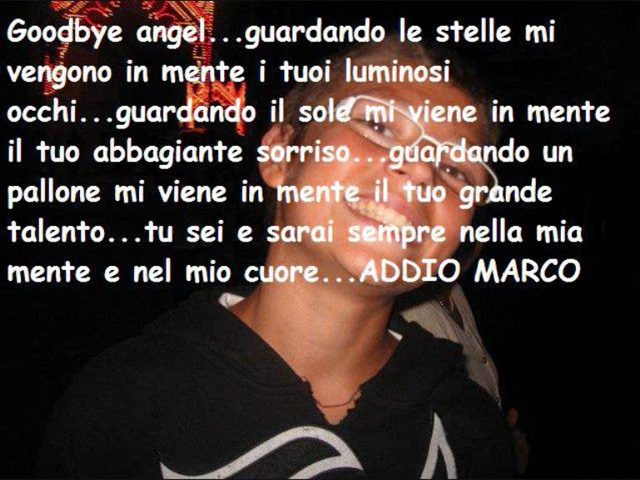 Goodbye angel...guardando le stelle mi
vengono in mente i tuoi luminosi
occhi...guardando il sole mi viene in mente
il tuo abbagiante sorriso...guardando un
pallone mi viene in mente il tuo grande
talento...tu sei e sarai sempre nella mia
mente e nel mio cuore...ADDIO MARCO